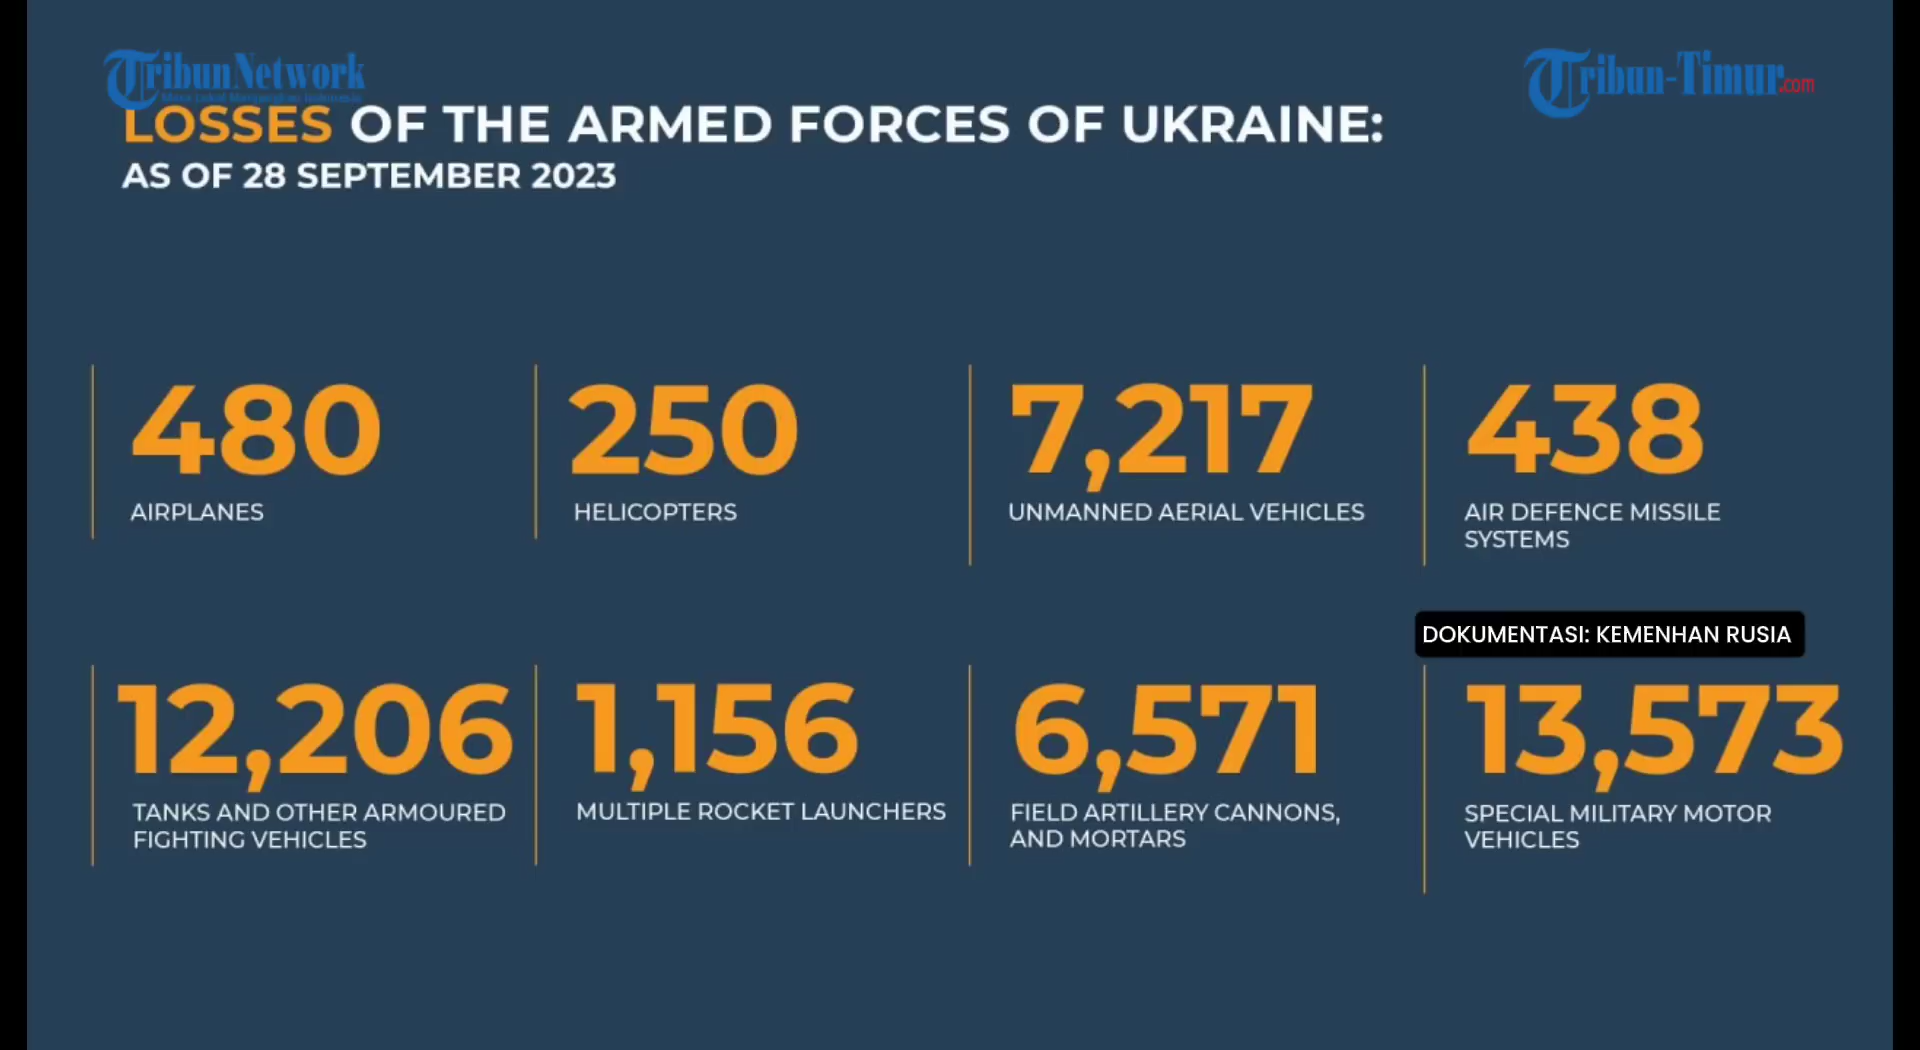 TribunNetwork
Tribun-Timur.com
LOSSES OF THE ARMED FORCES OF UKRAINE:
AS OF 28 SEPTEMBER 2023
480
AIRPLANES
250
HELICOPTERS
7,217
UNMANNED AERIAL VEHICLES
438
AIR DEFENCE MISSILE
SYSTEMS
DOKUMENTASI: KEMENHAN RUSIA
12,206
TANKS AND OTHER ARMOURED
FIGHTING VEHICLES
1,156
MULTIPLE ROCKET LAUNCHERS
6,571
FIELD ARTILLERY CANNONS,
AND MORTARS
13,573
SPECIAL MILITARY MOTOR
VEHICLES